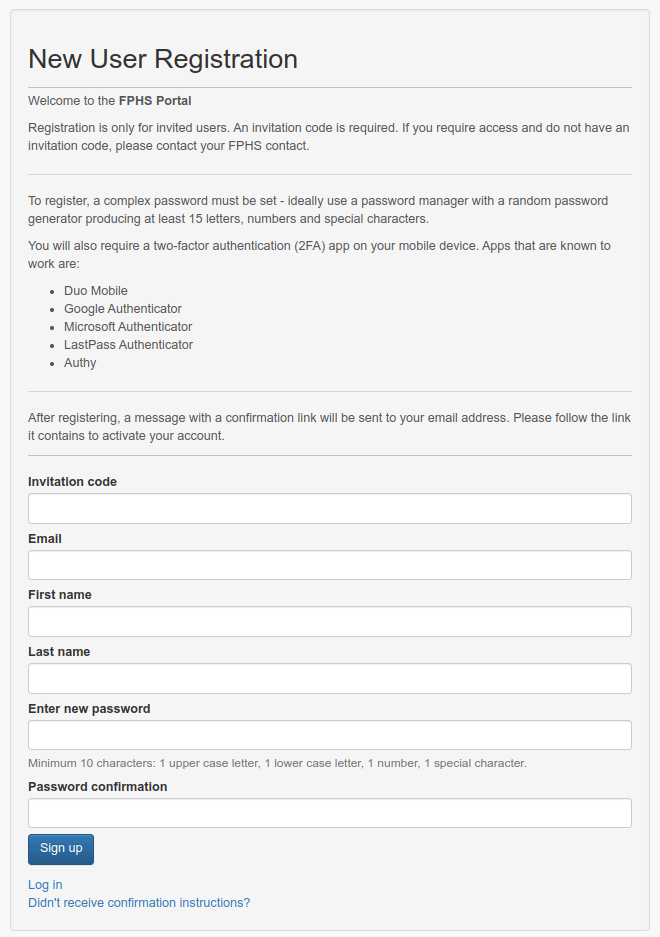 New User Registration
Welcome to the FPHS Portal
Registration is only for invited users. An invitation code is required. If you require access and do not have an
invitation code, please contact your FPHS contact.
To register, a complex password must be set - ideally use a password manager with a random password
generator producing at least 15 letters, numbers and special characters.
You will also require a two-factor authentication (2FA) app on your mobile device. Apps that are known to
work are:
• Duo Mobile
• Google Authenticator
• Microsoft Authenticator
• LastPass Authenticator
• Authy
After registering, a message with a confirmation link will be sent to your email address. Please follow the link
it contains to activate your account.
Invitation code
Email
First name
Last name
Enter new password
Minimum 10 characters: 1 upper case letter, 1 lower case letter, 1 number, 1 special character.
Password confirmation
Sign up
Log in
Didn't receive confirmation instructions?